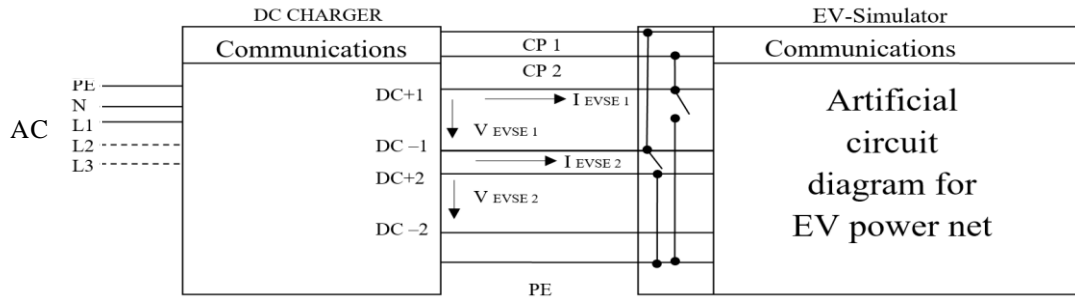 DC CHARGER
EV-Simulator
Communications
CP 1
Communications
CP 2
PE
N
AC
L1
L2
L3
DC+1
I EVSE 1
V EVSE 1
DC –1
I EVSE 2
DC+2
V EVSE 2
DC –2
PE
Artificial
circuit
diagram for
EV power net